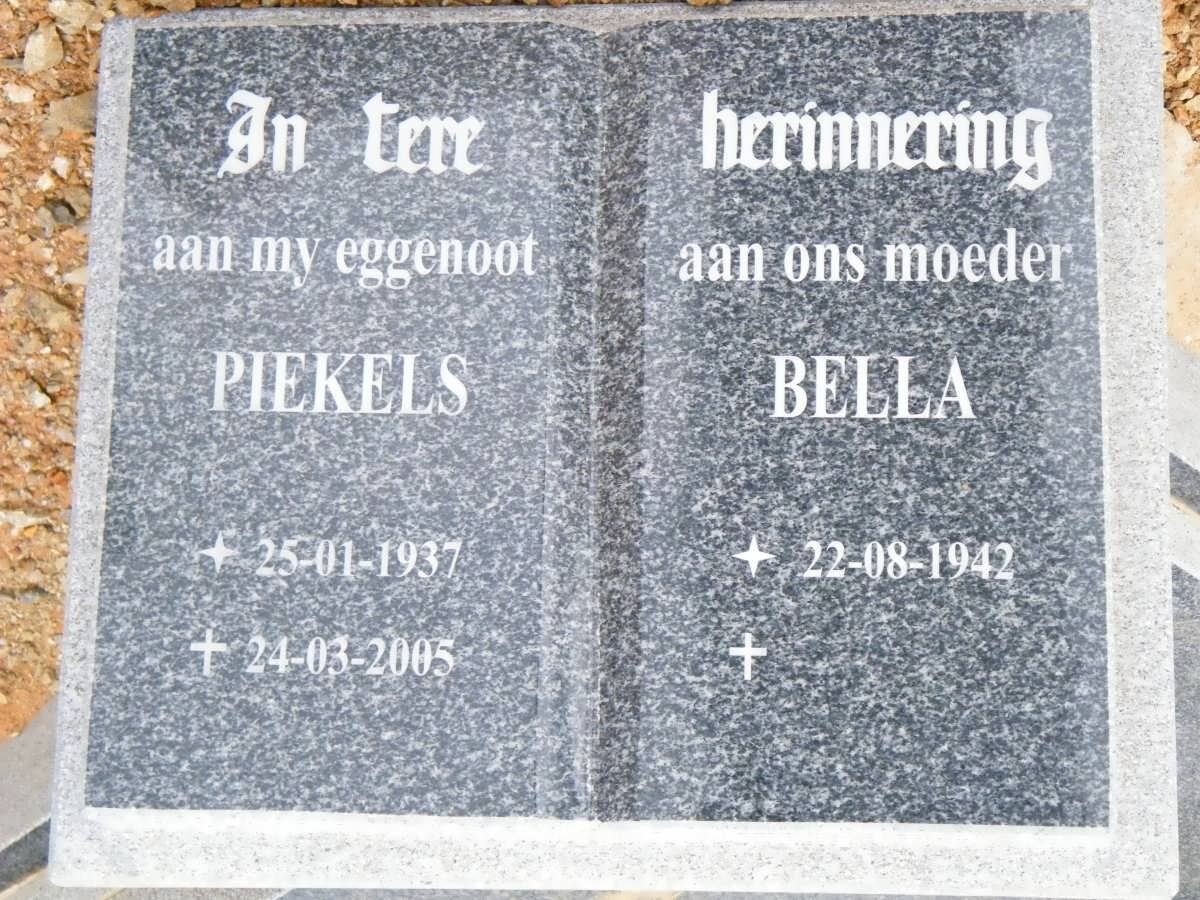 In tere
aan my eggenoot
PIEKELS
✦ 25-01-1937
✝ 24-03-2005
herinnering
aan ons moeder
BELLA
✦ 22-08-1942
✝